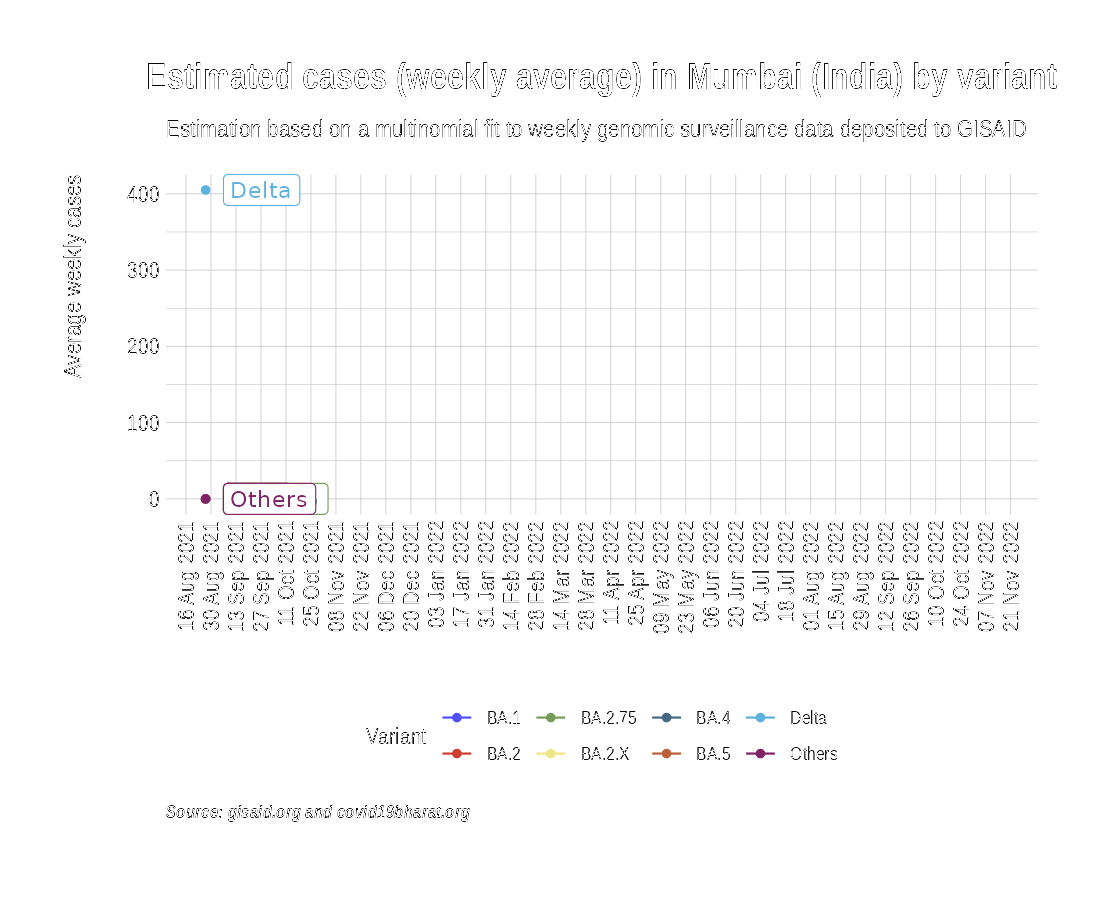 Estimated cases (weekly average) in Mumbai (India) by variant
Estimation based on a multinomial fit to weekly genomic surveillance data deposited to GISAID
Average weekly cases
400
300
200
100
0
Delta
Others
16 Aug 2021
30 Aug 2021
13 Sep 2021
27 Sep 2021
11 Oct 2021
25 Oct 2021
08 Nov 2021
22 Nov 2021
06 Dec 2021
20 Dec 2021
03 Jan 2022
17 Jan 2022
31 Jan 2022
14 Feb 2022
28 Feb 2022
14 Mar 2022
28 Mar 2022
11 Apr 2022
25 Apr 2022
09 May 2022
23 May 2022
06 Jun 2022
20 Jun 2022
04 Jul 2022
18 Jul 2022
01 Aug 2022
15 Aug 2022
29 Aug 2022
12 Sep 2022
26 Sep 2022
10 Oct 2022
24 Oct 2022
07 Nov 2022
21 Nov 2022
Variant
BA.1 BA.2.75 BA.4 Delta
BA.2 BA.2.X BA.5 Others
Source: gisaid.org and covid19bharat.org